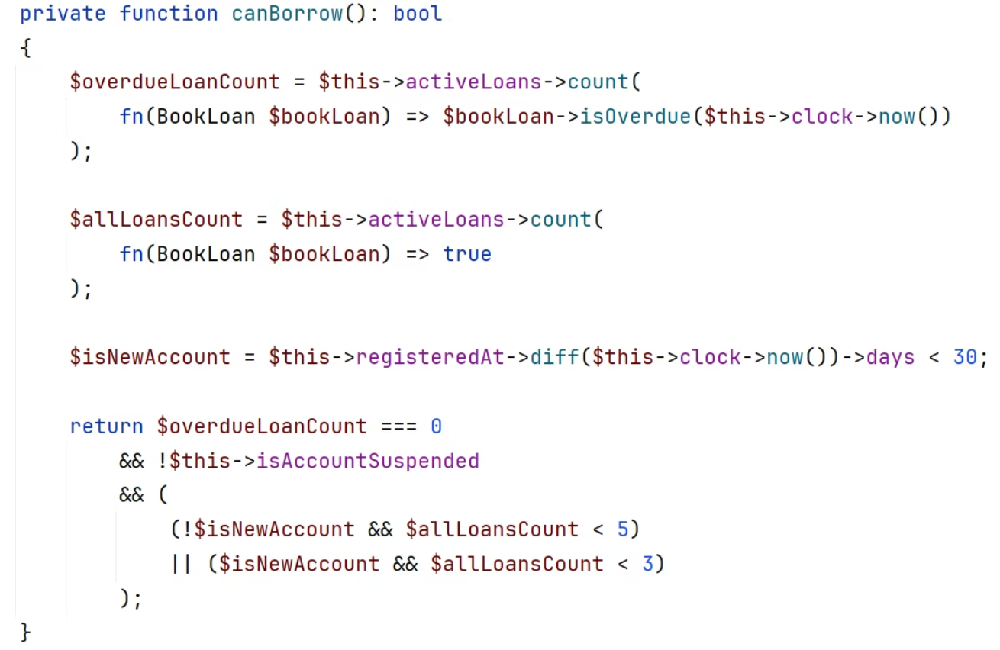 private function canBorrow(): bool
{
    $overdueLoanCount = $this->activeLoans->count(
        fn(BookLoan $bookLoan) => $bookLoan->isOverdue($this->clock->now())
    );

    $allLoansCount = $this->activeLoans->count(
        fn(BookLoan $bookLoan) => true
    );

    $isNewAccount = $this->registeredAt->diff($this->clock->now())->days < 30;

    return $overdueLoanCount === 0
        && !$this->isAccountSuspended
        && (
            (!$isNewAccount && $allLoansCount < 5)
            || ($isNewAccount && $allLoansCount < 3)
        );
}